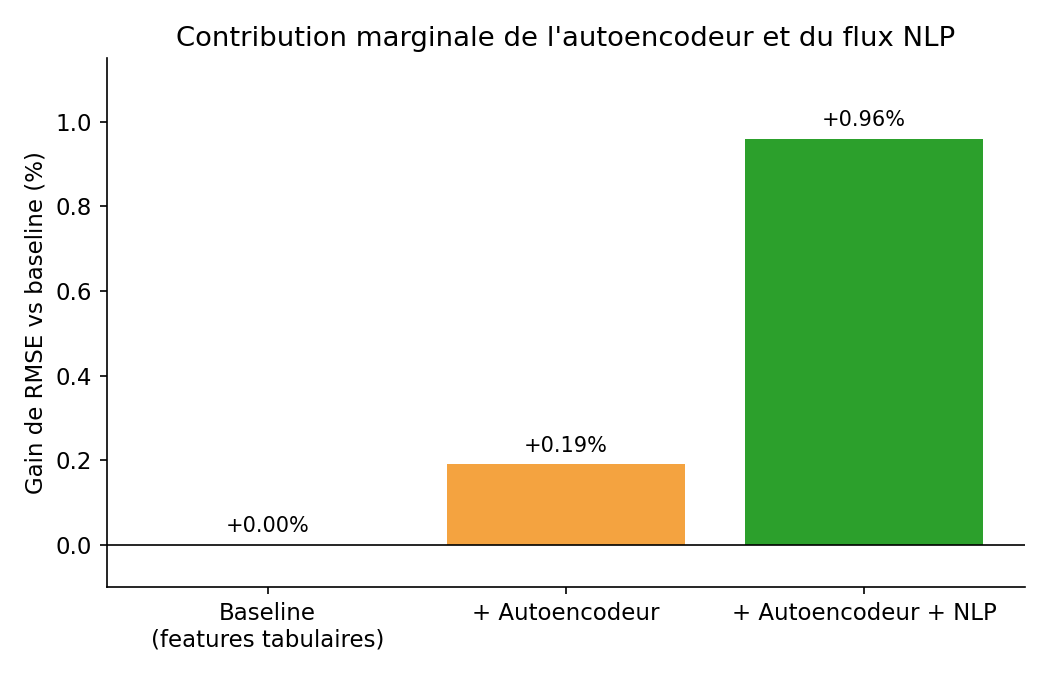 Contribution marginale de l'autoencodeur et du flux NLP
Gain de RMSE vs baseline (%)
1.0
0.8
0.6
0.4
0.2
0.0
+0.00%
+0.19%
+0.96%
Baseline
(features tabulaires)
+ Autoencodeur
+ Autoencodeur + NLP